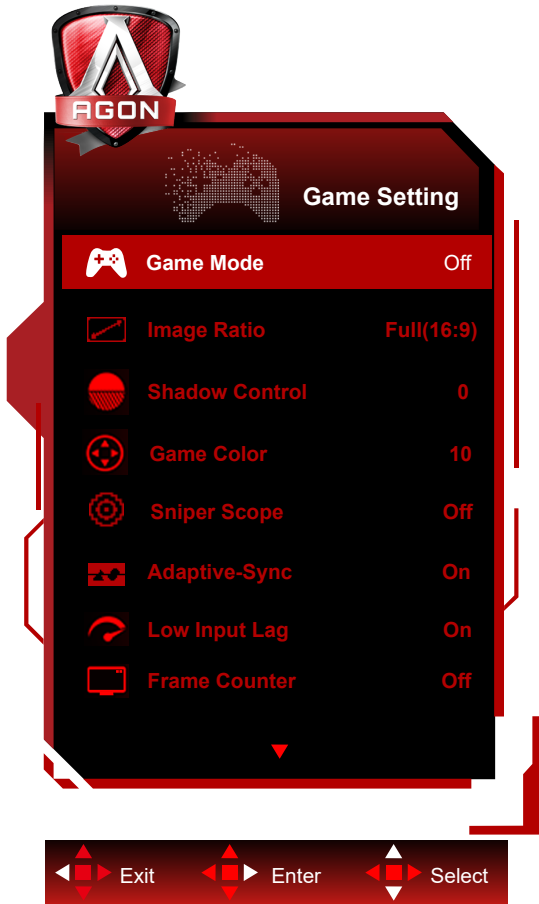 AGON
Game Setting
Game Mode Off
Image Ratio Full(16:9)
Shadow Control 0
Game Color 10
Sniper Scope Off
Adaptive-Sync On
Low Input Lag On
Frame Counter Off
Exit Enter Select